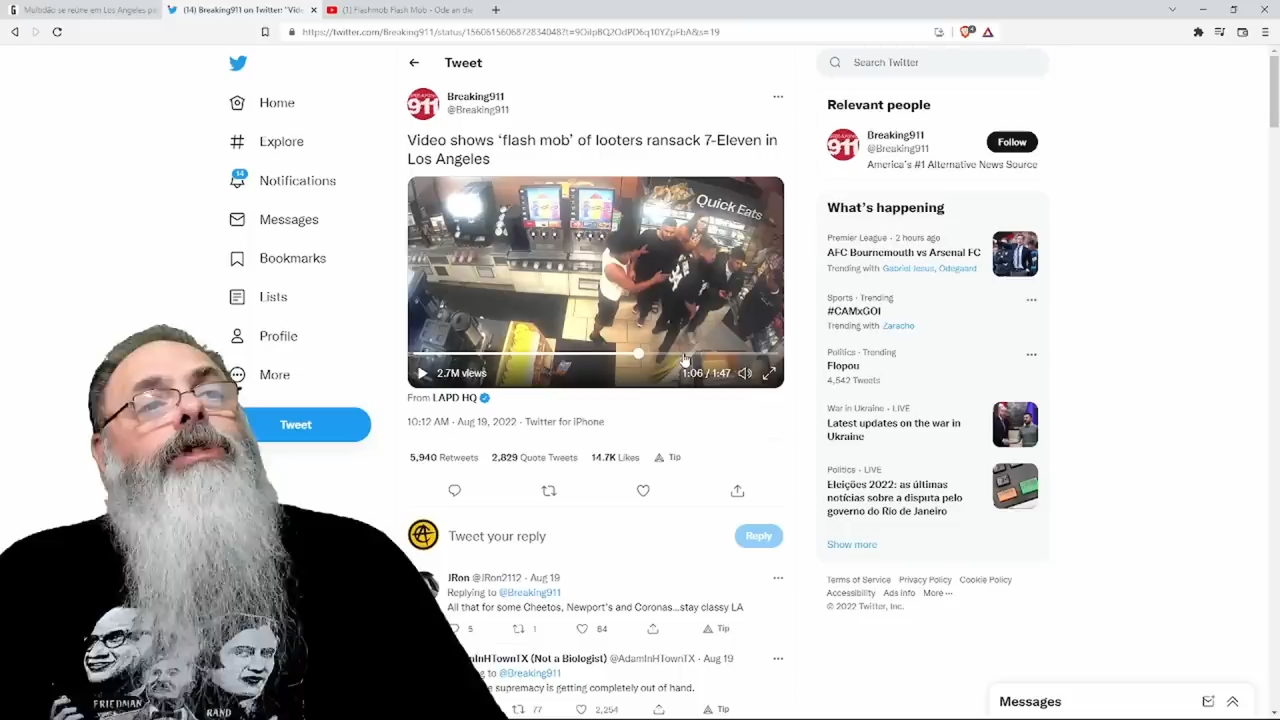 Multidão se reúne em Los Angeles pa
(14) Breaking911 on Twitter: "Vide
(1) Flashmob Flash Mob - Ode an die
Home
Explore
14
Notifications
Messages
Bookmarks
Lists
Profile
More
Tweet
Tweet
Breaking911
@Breaking911
Video shows ‘flash mob’ of looters ransack 7-Eleven in
Los Angeles
Quick Eats
2.7M views
1:06 / 1:47
From LAPD HQ
10:12 AM · Aug 19, 2022 · Twitter for iPhone
5,940 Retweets 2,829 Quote Tweets 14.7K Likes Tip
Tweet your reply
Reply
JRon @JRon2112 · Aug 19
Replying to @Breaking911
All that for some Cheetos, Newport's and Coronas...stay classy LA
5 1 64 Tip
InHTownTX (Not a Biologist) @AdamInHTownTX · Aug 19
to @Breaking911
supremacy is getting completely out of hand.
77 2,254 Tip
Search Twitter
Relevant people
Breaking911
@Breaking911
Follow
America's #1 Alternative News Source
What's happening
Premier League · 2 hours ago
AFC Bournemouth vs Arsenal FC
Trending with Gabriel Jesus, Odegaard
Sports · Trending
#CAMxGOI
Trending with Zaracho
Politics · Trending
Flopou
4,542 Tweets
War in Ukraine · LIVE
Latest updates on the war in
Ukraine
Politics · LIVE
Eleições 2022: as últimas
notícias sobre a disputa pelo
governo do Rio de Janeiro
Show more
Terms of Service Privacy Policy Cookie Policy
Accessibility Ads info More
© 2022 Twitter, Inc.
Messages
FRIEDMAN
RAND